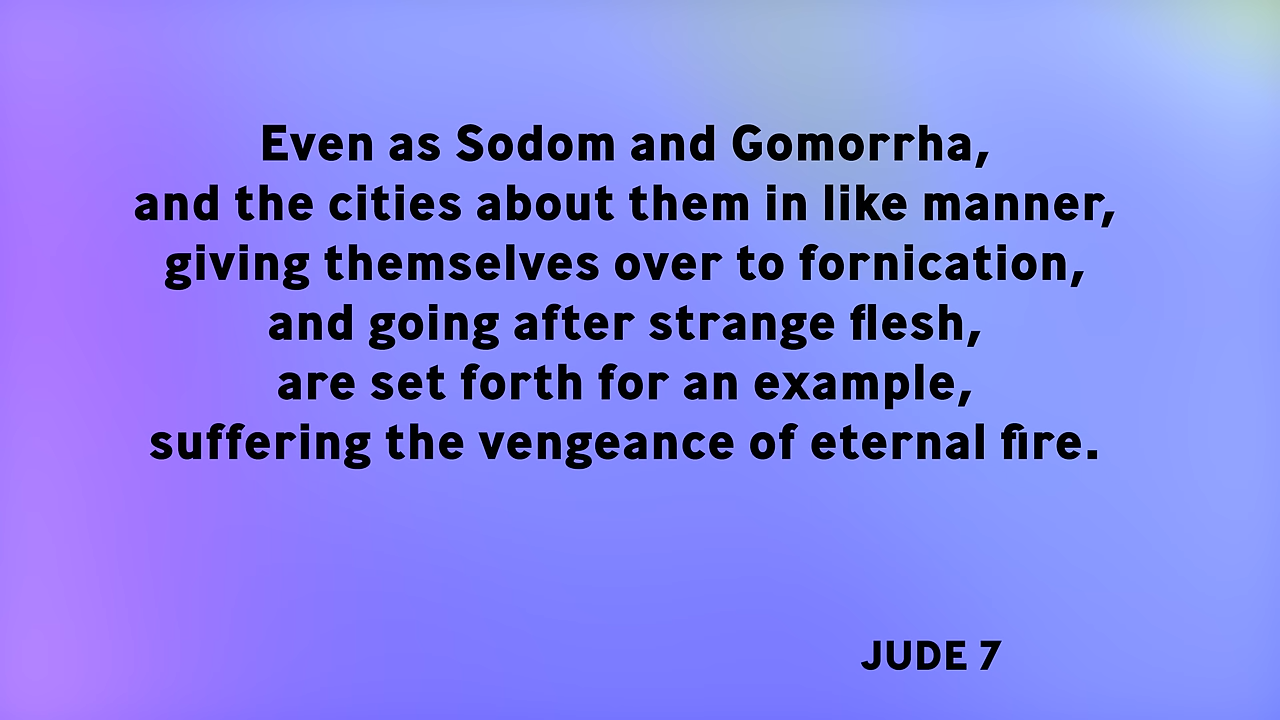 Even as Sodom and Gomorrha,
and the cities about them in like manner,
giving themselves over to fornication,
and going after strange flesh,
are set forth for an example,
suffering the vengeance of eternal fire.
JUDE 7